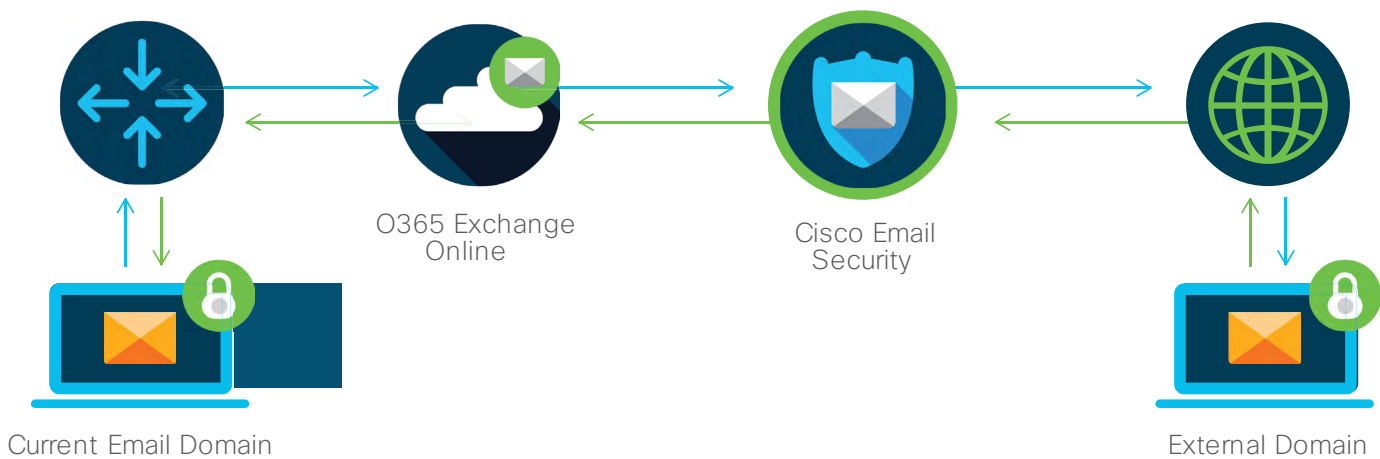 O365 Exchange
Online
Cisco Email
Security
Current Email Domain
External Domain